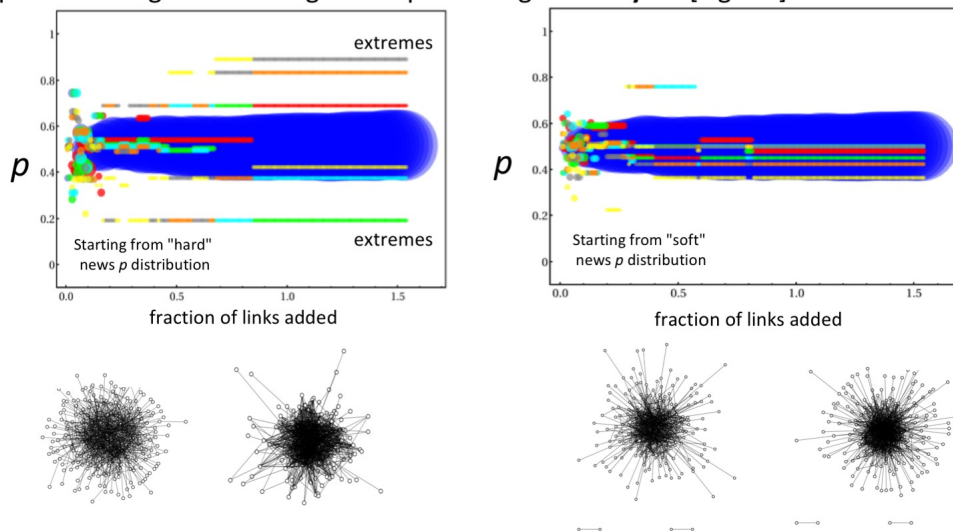 extremes
extremes
Starting from "hard"
news p distribution
p
1
0.8
0.6
0.4
0.2
0
0.0
0.5
1.0
1.5
fraction of links added
Starting from "soft"
news p distribution
p
1
0.8
0.6
0.4
0.2
0
0.0
0.5
1.0
1.5
fraction of links added